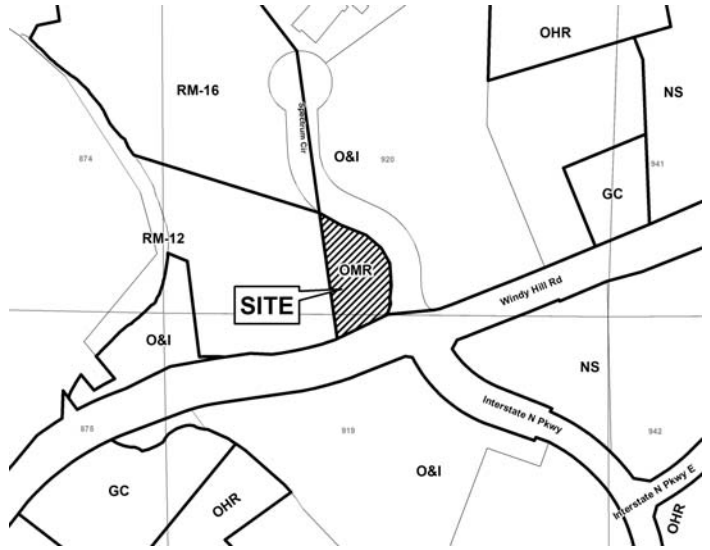 OHR
RM-16
NS
Spectrum Cir
874
O&I
920
941
GC
RM-12
OMR
SITE
Windy Hill Rd
O&I
NS
Interstate N Pkwy
875
919
942
O&I
GC
OHR
Interstate N Pkwy E
OHR